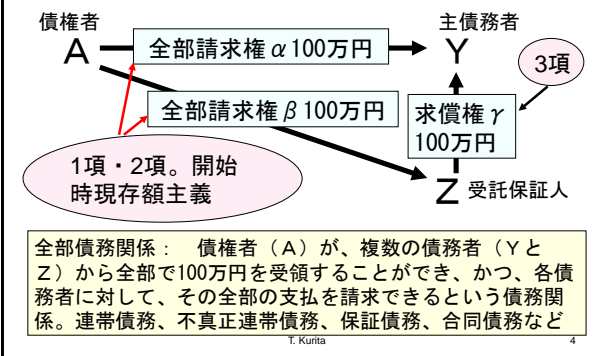 債権者
主債務者
A
全部請求権α100万円
Y
3項
全部請求権β100万円
求償権γ
100万円
1項・2項。開始
時現存額主義
Z 受託保証人
全部債務関係： 債権者（A）が、複数の債務者（Yと
Z）から全部で100万円を受領することができ、かつ、各債
務者に対して、その全部の支払を請求できるという債務関
係。連帯債務、不真正連帯債務、保証債務、合同債務など
T. Kurita
4